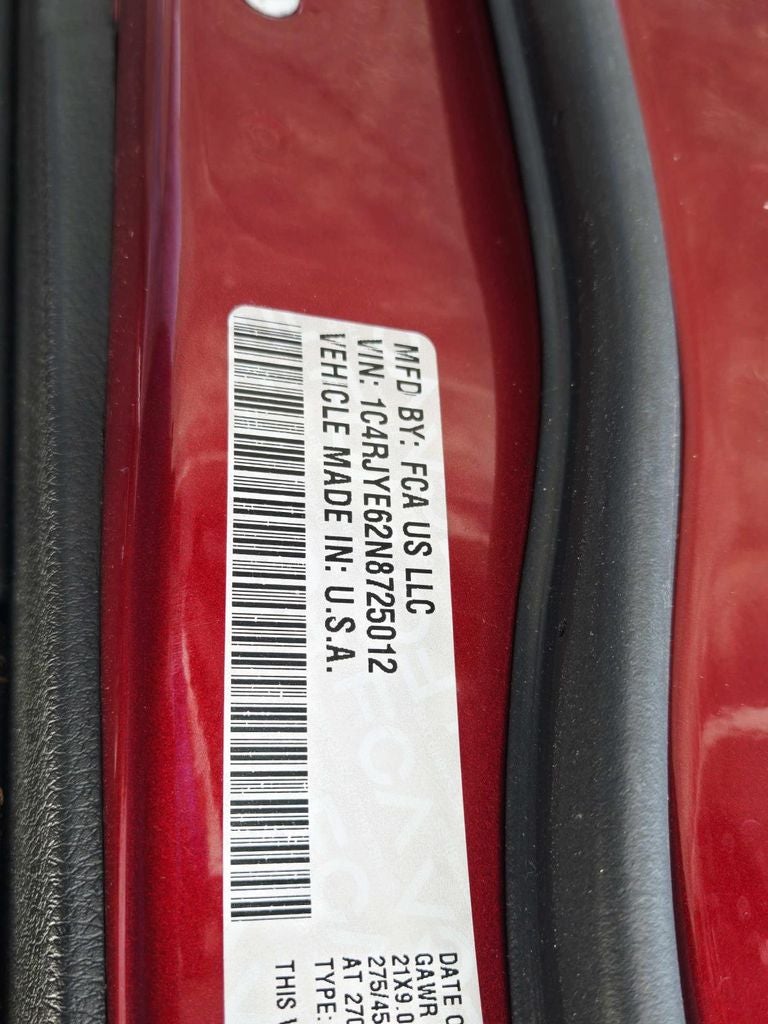 MFD BY: FCA US LLC
VIN: 1C4RJYE62N8725012
VEHICLE MADE IN: U.S.A.
DATE O
GAWR
21X9.0
275/45
AT 270
TYPE:
THIS V